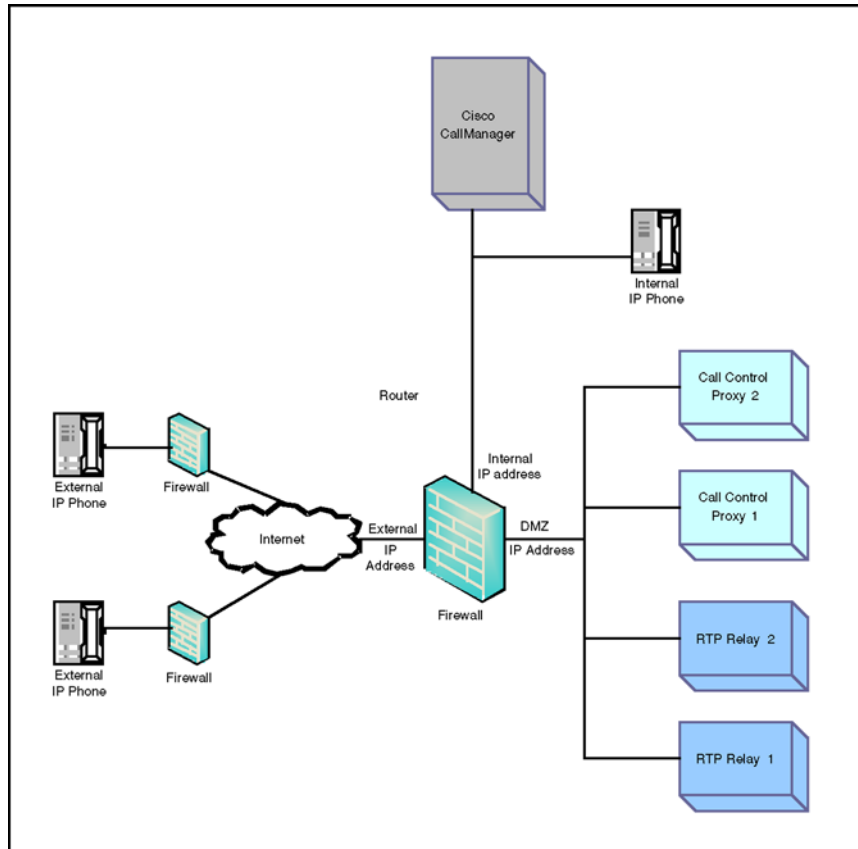 Cisco
CallManager
Internal
IP Phone
Call Control
Proxy 2
Router
Internal
IP address
External
IP Phone
Firewall
Call Control
Proxy 1
Internet
External
IP
Address
DMZ
IP Address
Firewall
RTP Relay 2
External
IP Phone
Firewall
RTP Relay 1